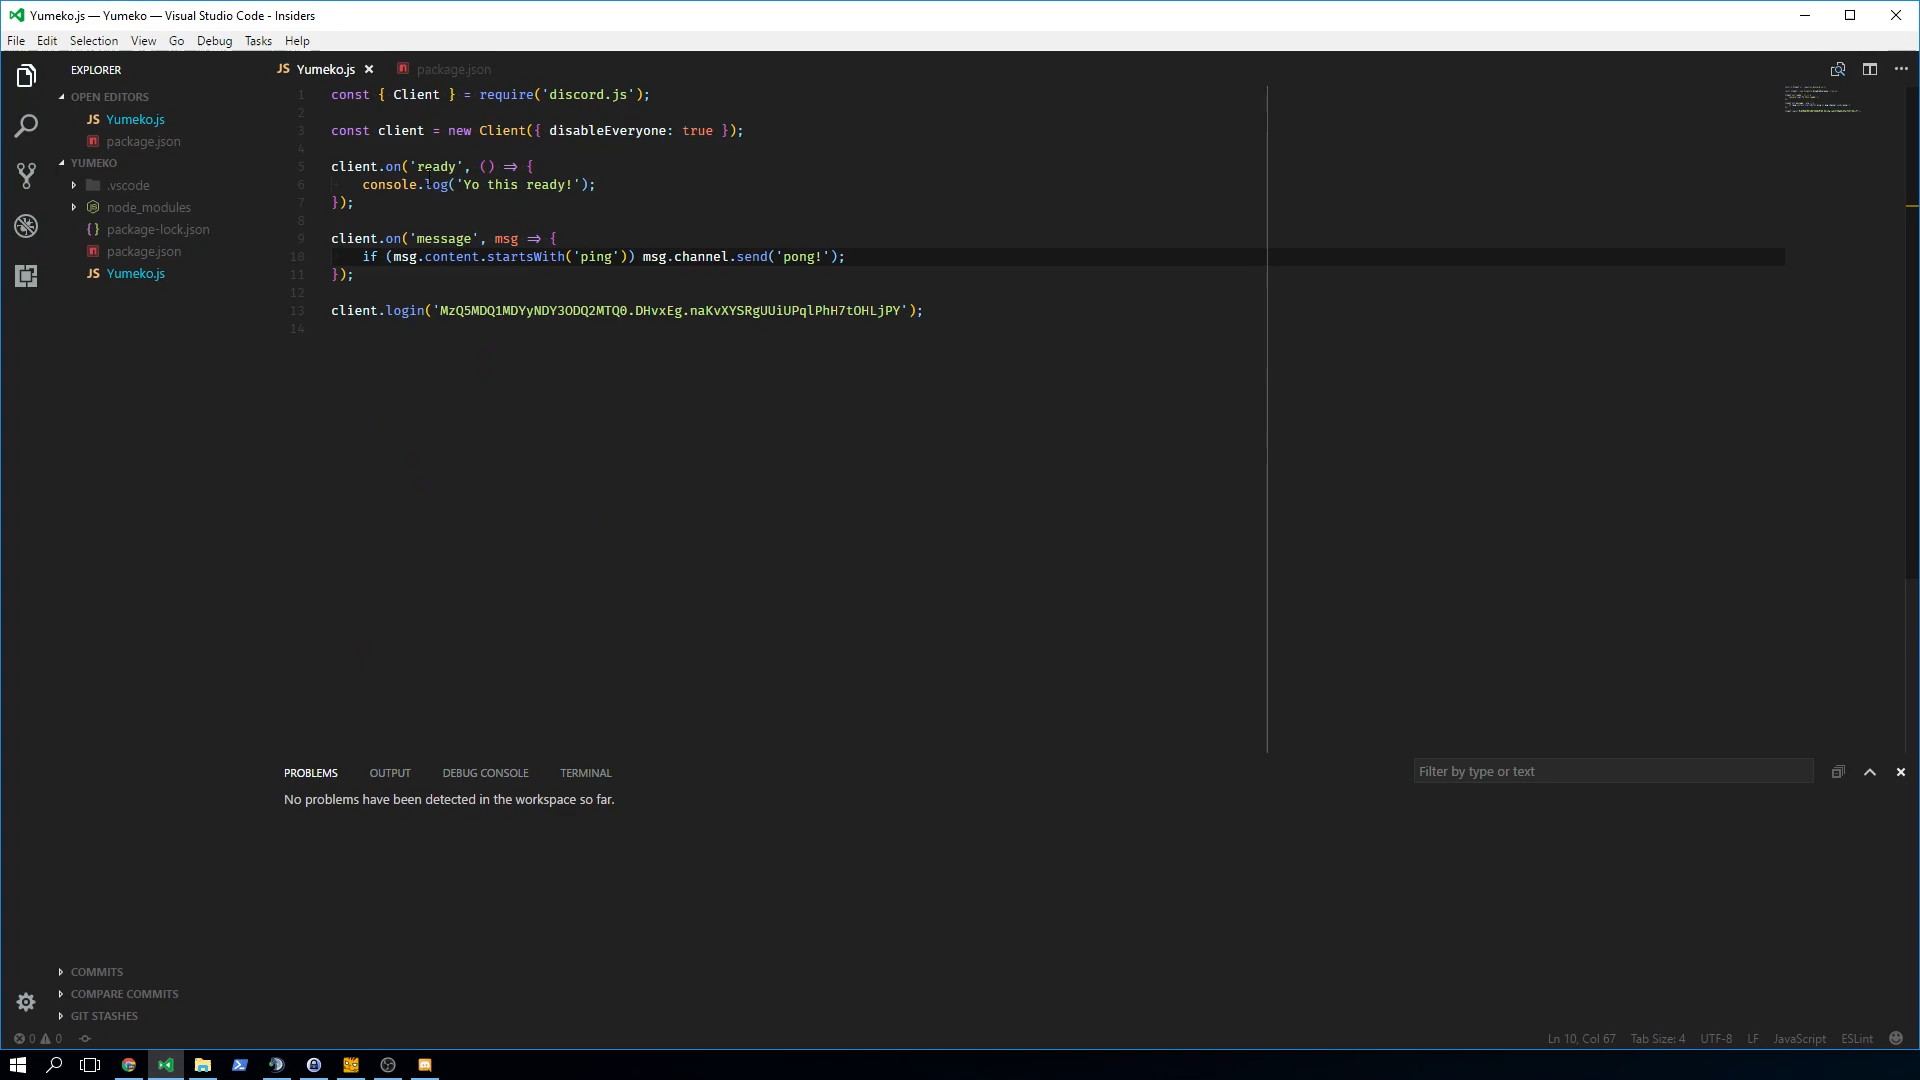 Yumeko.js — Yumeko — Visual Studio Code - Insiders
File Edit Selection View Go Debug Tasks Help
EXPLORER
OPEN EDITORS
JS Yumeko.js
package.json
YUMEKO
.vscode
node_modules
{} package-lock.json
package.json
JS Yumeko.js
COMMITS
COMPARE COMMITS
GIT STASHES
JS Yumeko.js package.json
1 const { Client } = require('discord.js');
2
3 const client = new Client({ disableEveryone: true });
4
5 client.on('ready', () => {
6 console.log('Yo this ready!');
7 });
8
9 client.on('message', msg => {
10 if (msg.content.startsWith('ping')) msg.channel.send('pong!');
11 });
12
13 client.login('MzQ5MDQ1MDYyNDY3ODQ2MTQ0.DHvxEg.naKvXYSRgUUiUPqlPhH7tOHLjPY');
14
PROBLEMS OUTPUT DEBUG CONSOLE TERMINAL Filter by type or text
No problems have been detected in the workspace so far.
0 0 Ln 10, Col 67 Tab Size: 4 UTF-8 LF JavaScript ESLint